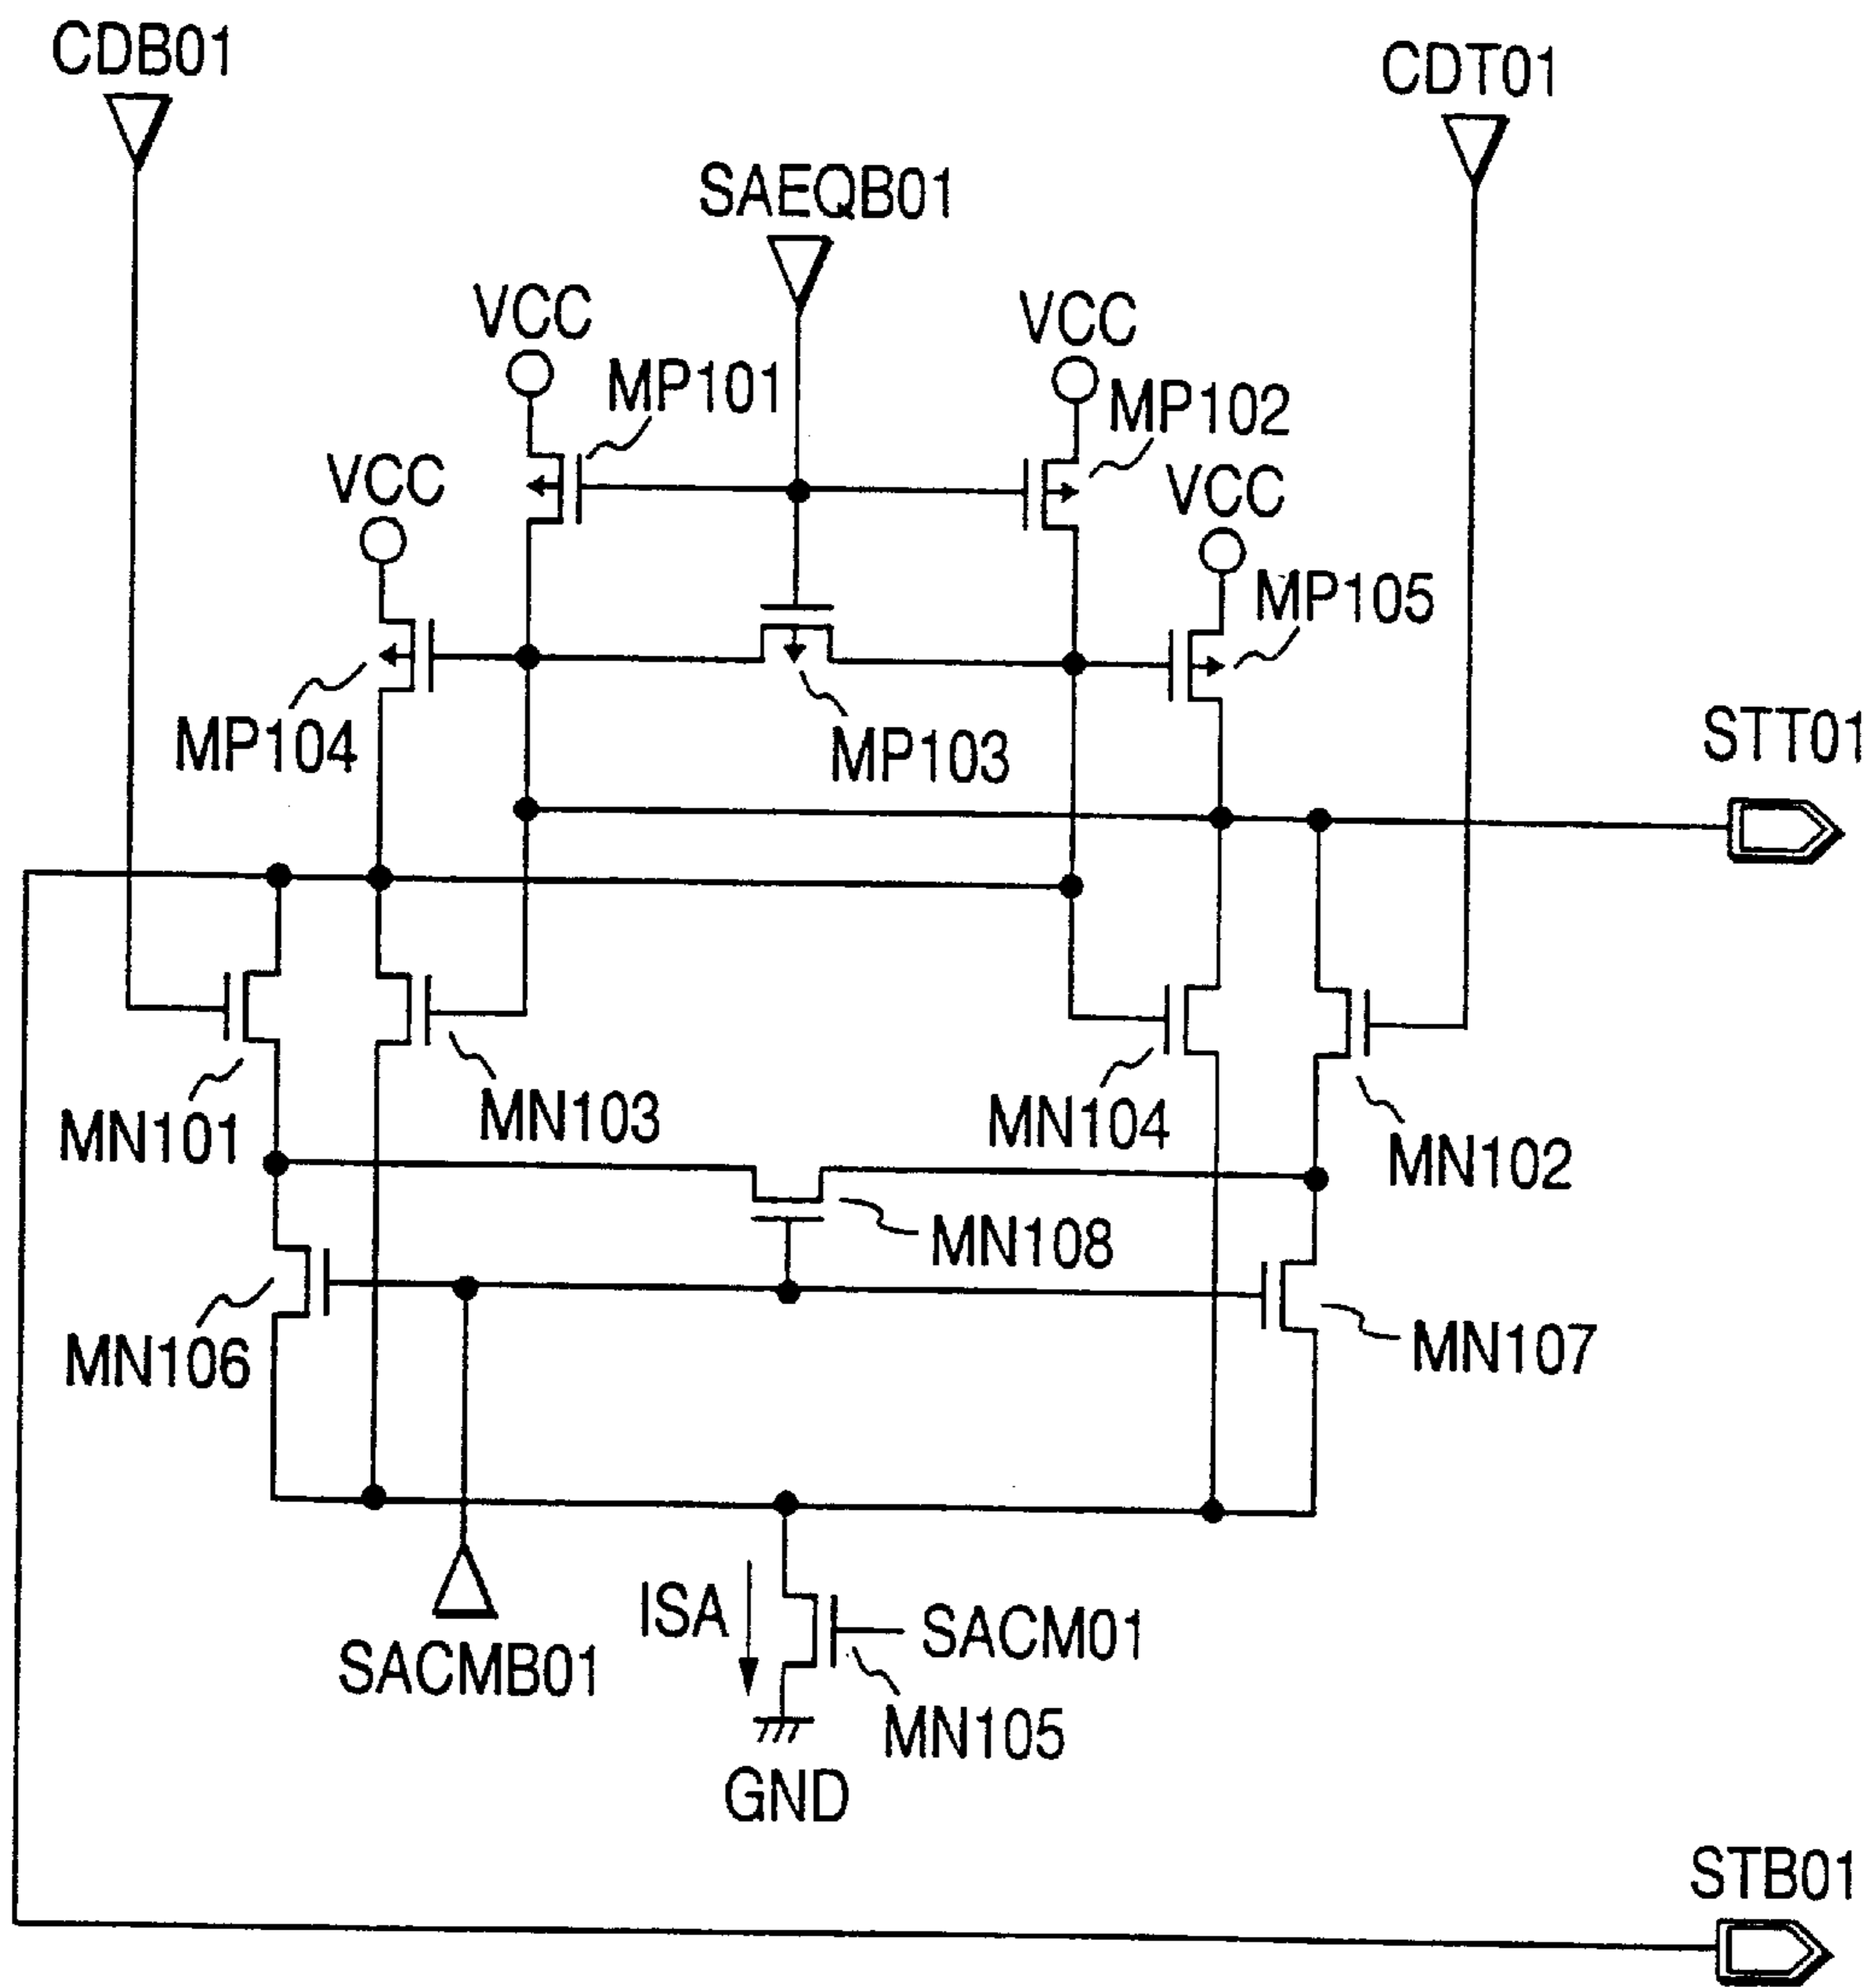 CDB01
CDT01
SAEQB01
VCC
VCC
MP101
MP102
VCC
VCC
MP105
MP104
MP103
STT01
MN101
MN103
MN104
MN102
MN108
MN106
MN107
ISA
SACM01
SACMB01
MN105
GND
STB01